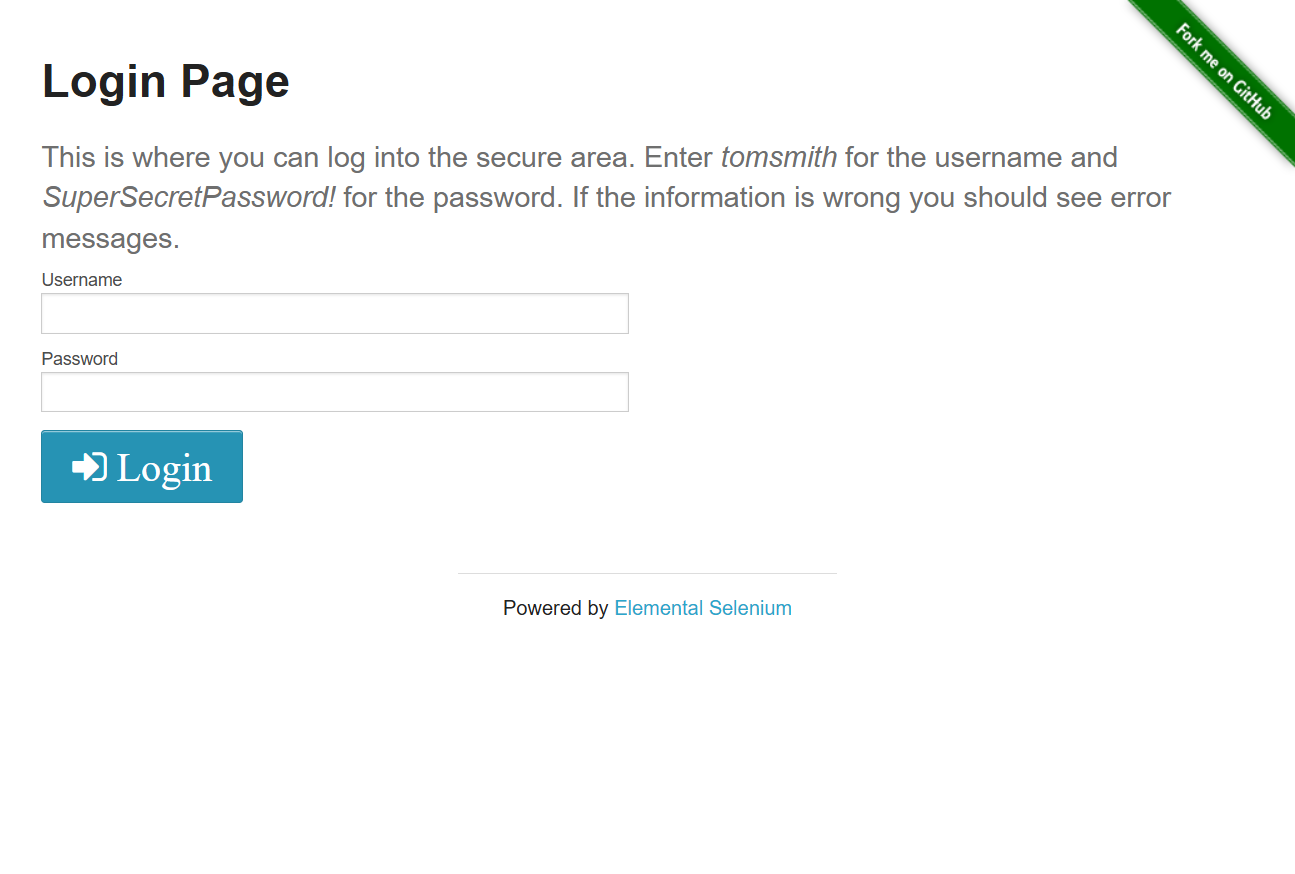 Fork me on GitHub
Login Page
This is where you can log into the secure area. Enter tomsmith for the username and
SuperSecretPassword! for the password. If the information is wrong you should see error
messages.
Username
Password
Login
Powered by Elemental Selenium